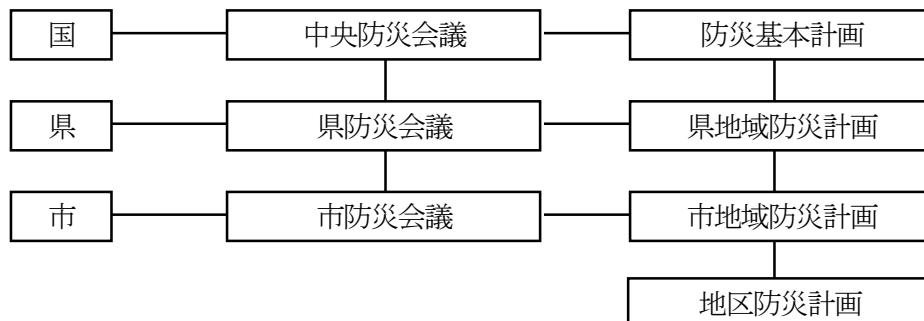 国 中央防災会議 防災基本計画
県 県防災会議 県地域防災計画
市 市防災会議 市地域防災計画
地区防災計画